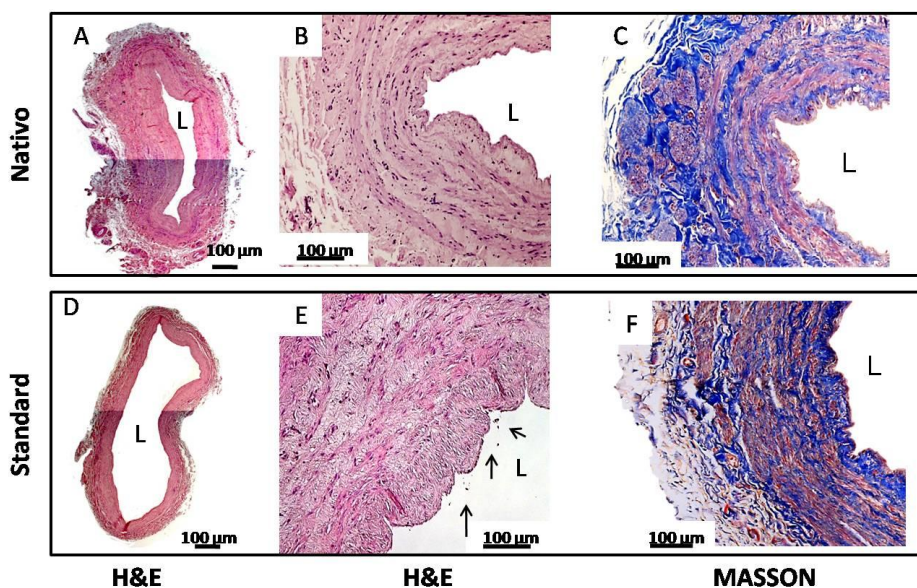 Nativo
A
L
100 μm
B
L
100 μm
C
L
100 μm
Standard
D
L
100 μm
E
L
100 μm
F
L
100 μm
H&E
H&E
MASSON